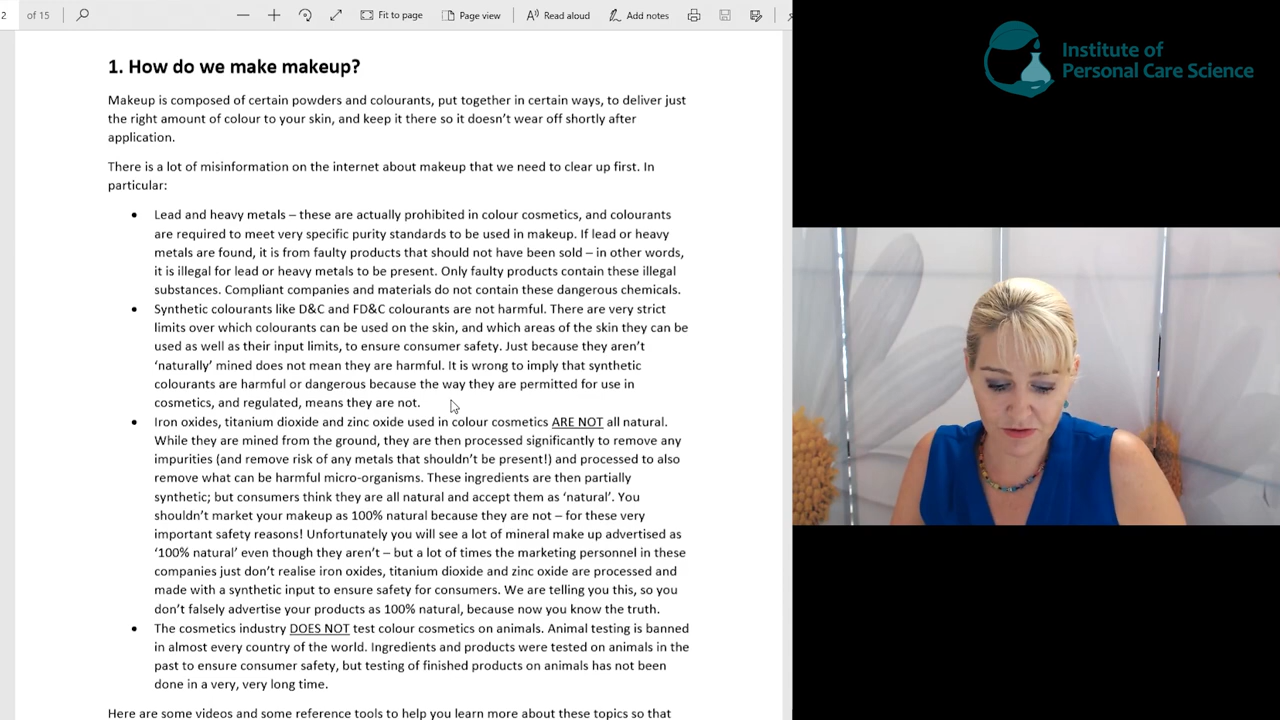 2 of 15
Fit to page
Page view
Read aloud
Add notes
Institute of
Personal Care Science
1. How do we make makeup?
Makeup is composed of certain powders and colourants, put together in certain ways, to deliver just
the right amount of colour to your skin, and keep it there so it doesn't wear off shortly after
application.
There is a lot of misinformation on the internet about makeup that we need to clear up first. In
particular:
• Lead and heavy metals – these are actually prohibited in colour cosmetics, and colourants
are required to meet very specific purity standards to be used in makeup. If lead or heavy
metals are found, it is from faulty products that should not have been sold – in other words,
it is illegal for lead or heavy metals to be present. Only faulty products contain these illegal
substances. Compliant companies and materials do not contain these dangerous chemicals.
• Synthetic colourants like D&C and FD&C colourants are not harmful. There are very strict
limits over which colourants can be used on the skin, and which areas of the skin they can be
used as well as their input limits, to ensure consumer safety. Just because they aren't
'naturally' mined does not mean they are harmful. It is wrong to imply that synthetic
colourants are harmful or dangerous because the way they are permitted for use in
cosmetics, and regulated, means they are not.
• Iron oxides, titanium dioxide and zinc oxide used in colour cosmetics ARE NOT all natural.
While they are mined from the ground, they are then processed significantly to remove any
impurities (and remove risk of any metals that shouldn't be present!) and processed to also
remove what can be harmful micro-organisms. These ingredients are then partially
synthetic; but consumers think they are all natural and accept them as 'natural'. You
shouldn't market your makeup as 100% natural because they are not – for these very
important safety reasons! Unfortunately you will see a lot of mineral make up advertised as
'100% natural' even though they aren't – but a lot of times the marketing personnel in these
companies just don't realise iron oxides, titanium dioxide and zinc oxide are processed and
made with a synthetic input to ensure safety for consumers. We are telling you this, so you
don't falsely advertise your products as 100% natural, because now you know the truth.
• The cosmetics industry DOES NOT test colour cosmetics on animals. Animal testing is banned
in almost every country of the world. Ingredients and products were tested on animals in the
past to ensure consumer safety, but testing of finished products on animals has not been
done in a very, very long time.
Here are some videos and some reference tools to help you learn more about these topics so that